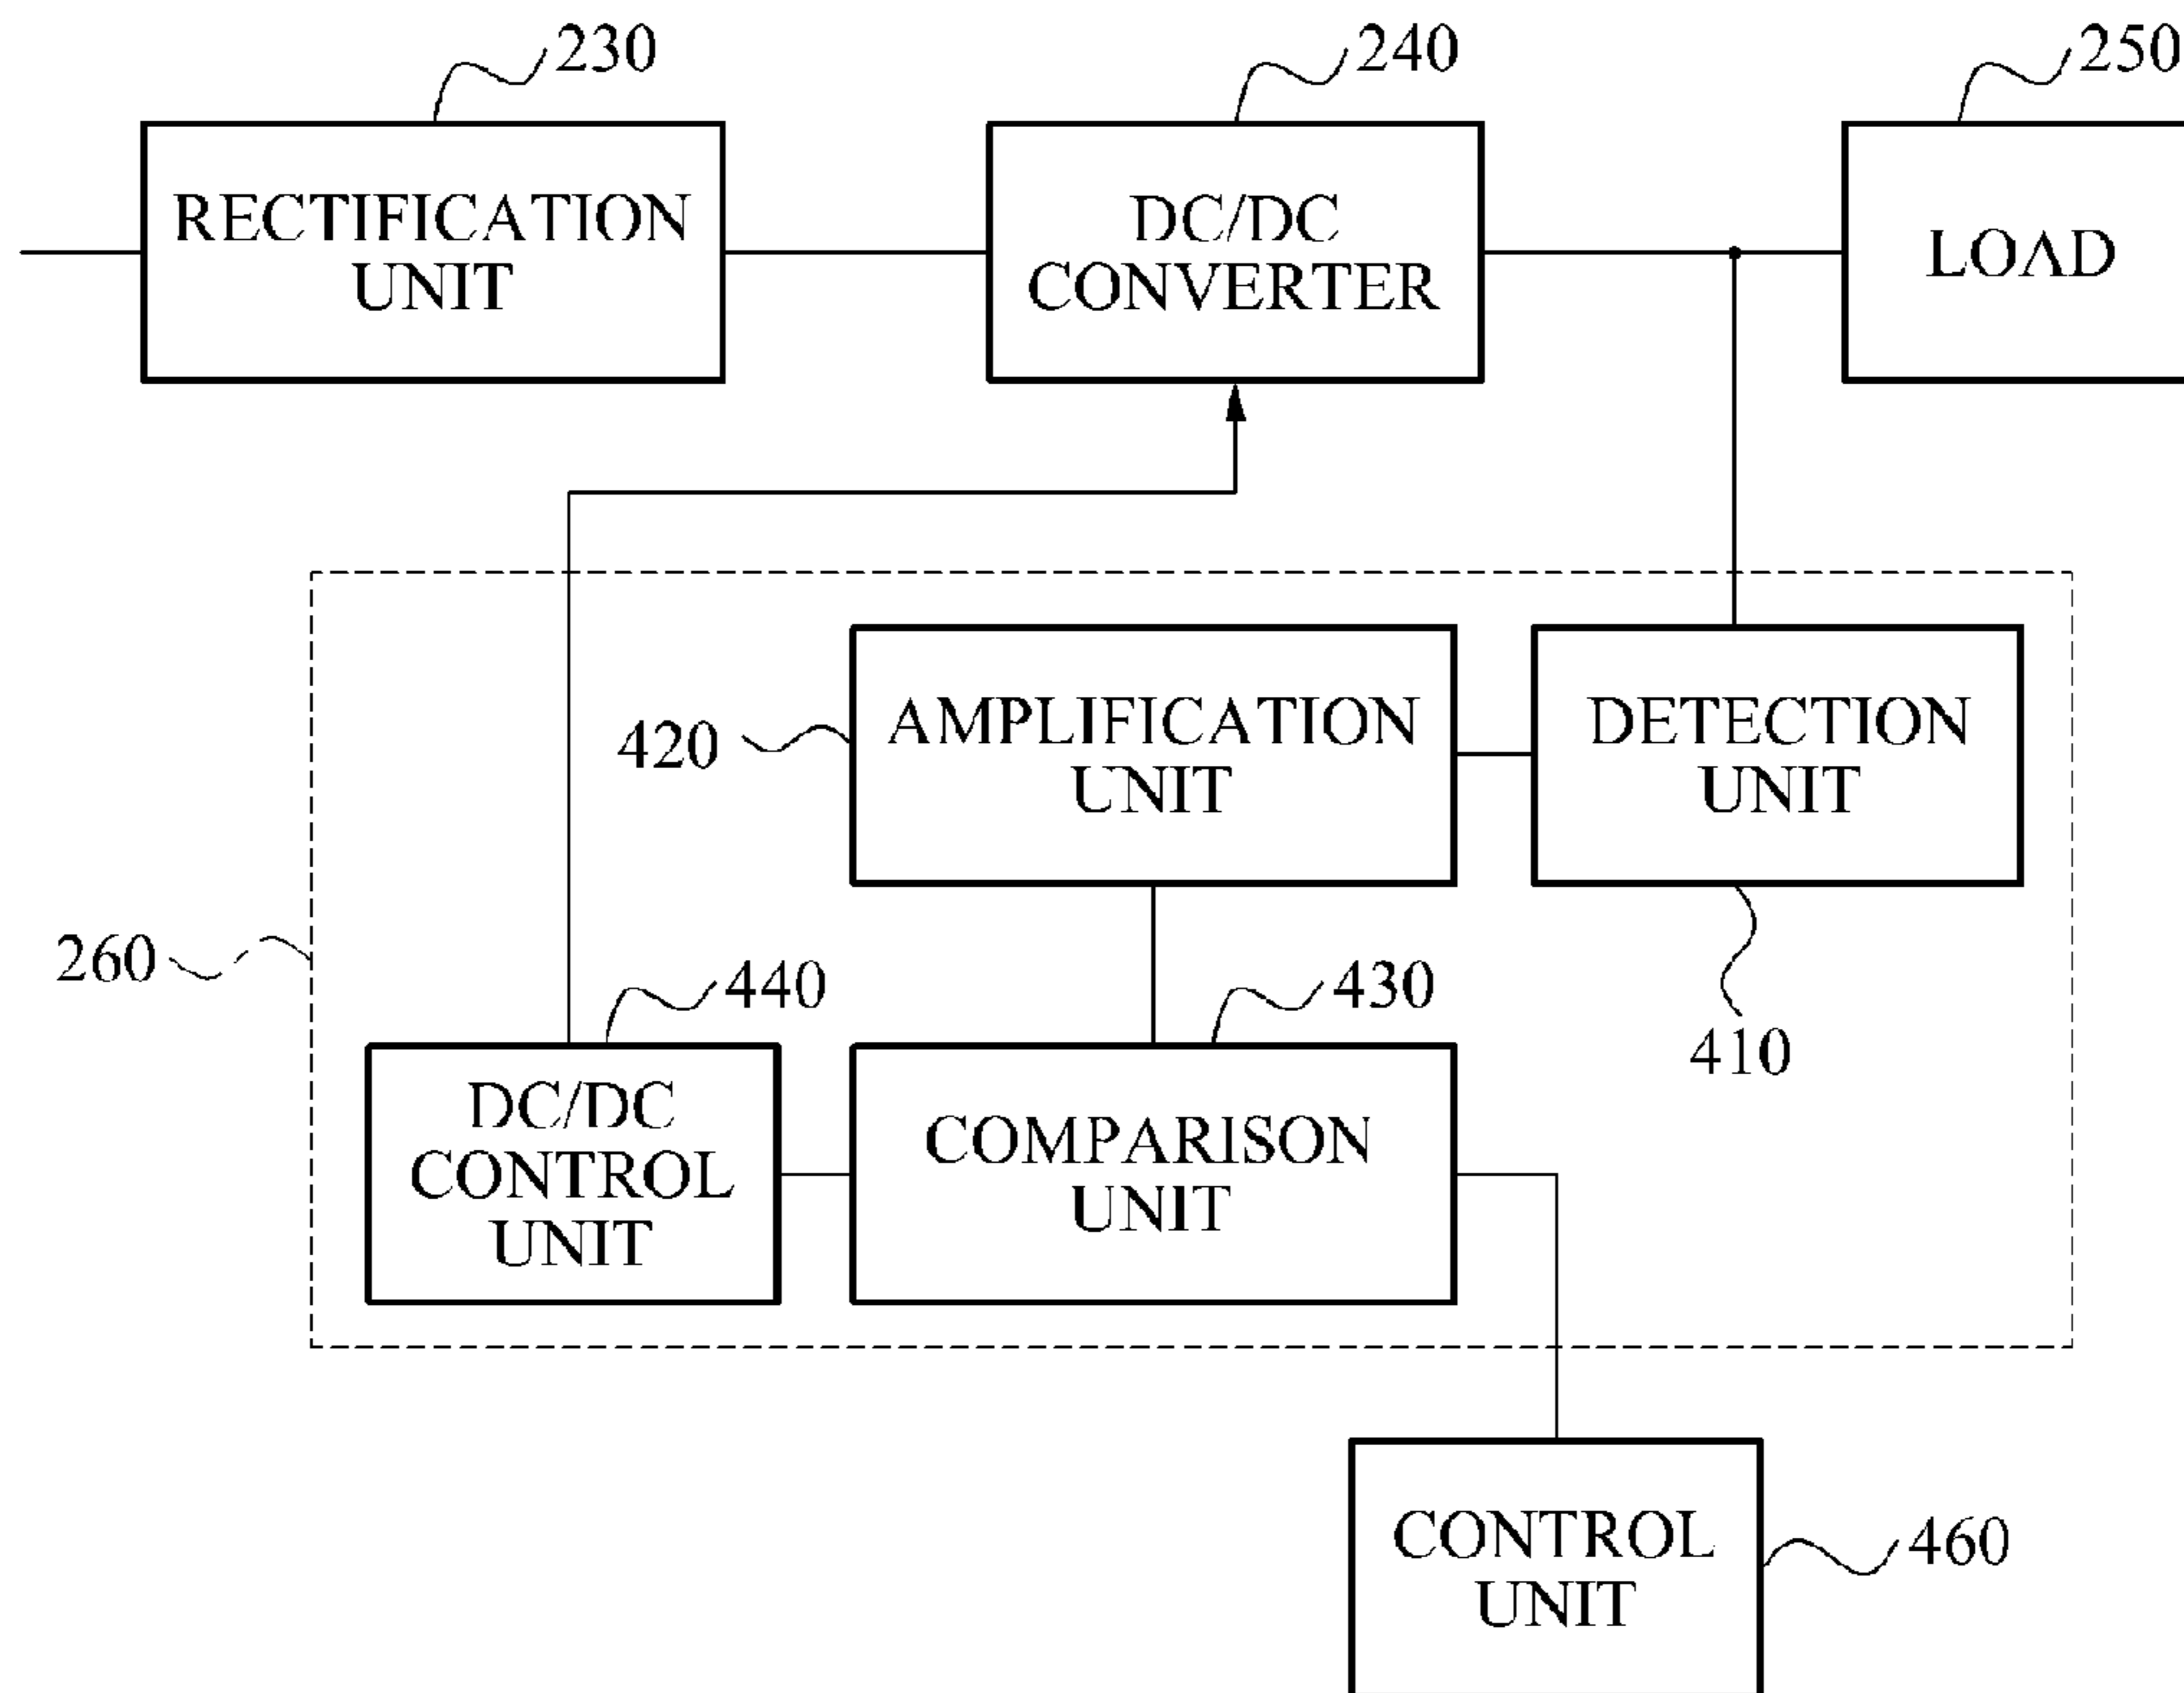 230
240
250
RECTIFICATION
UNIT
DC/DC
CONVERTER
LOAD
420
AMPLIFICATION
UNIT
DETECTION
UNIT
260
440
430
410
DC/DC
CONTROL
UNIT
COMPARISON
UNIT
CONTROL
UNIT
460